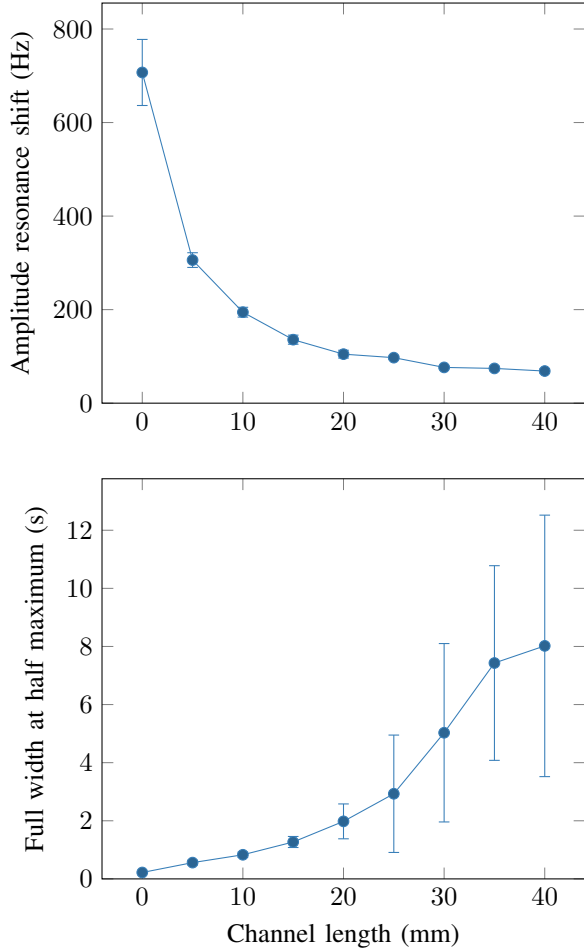 800
600
400
200
0
Amplitude resonance shift (Hz)
0 10 20 30 40
12
10
8
6
4
2
0
Full width at half maximum (s)
0 10 20 30 40
Channel length (mm)